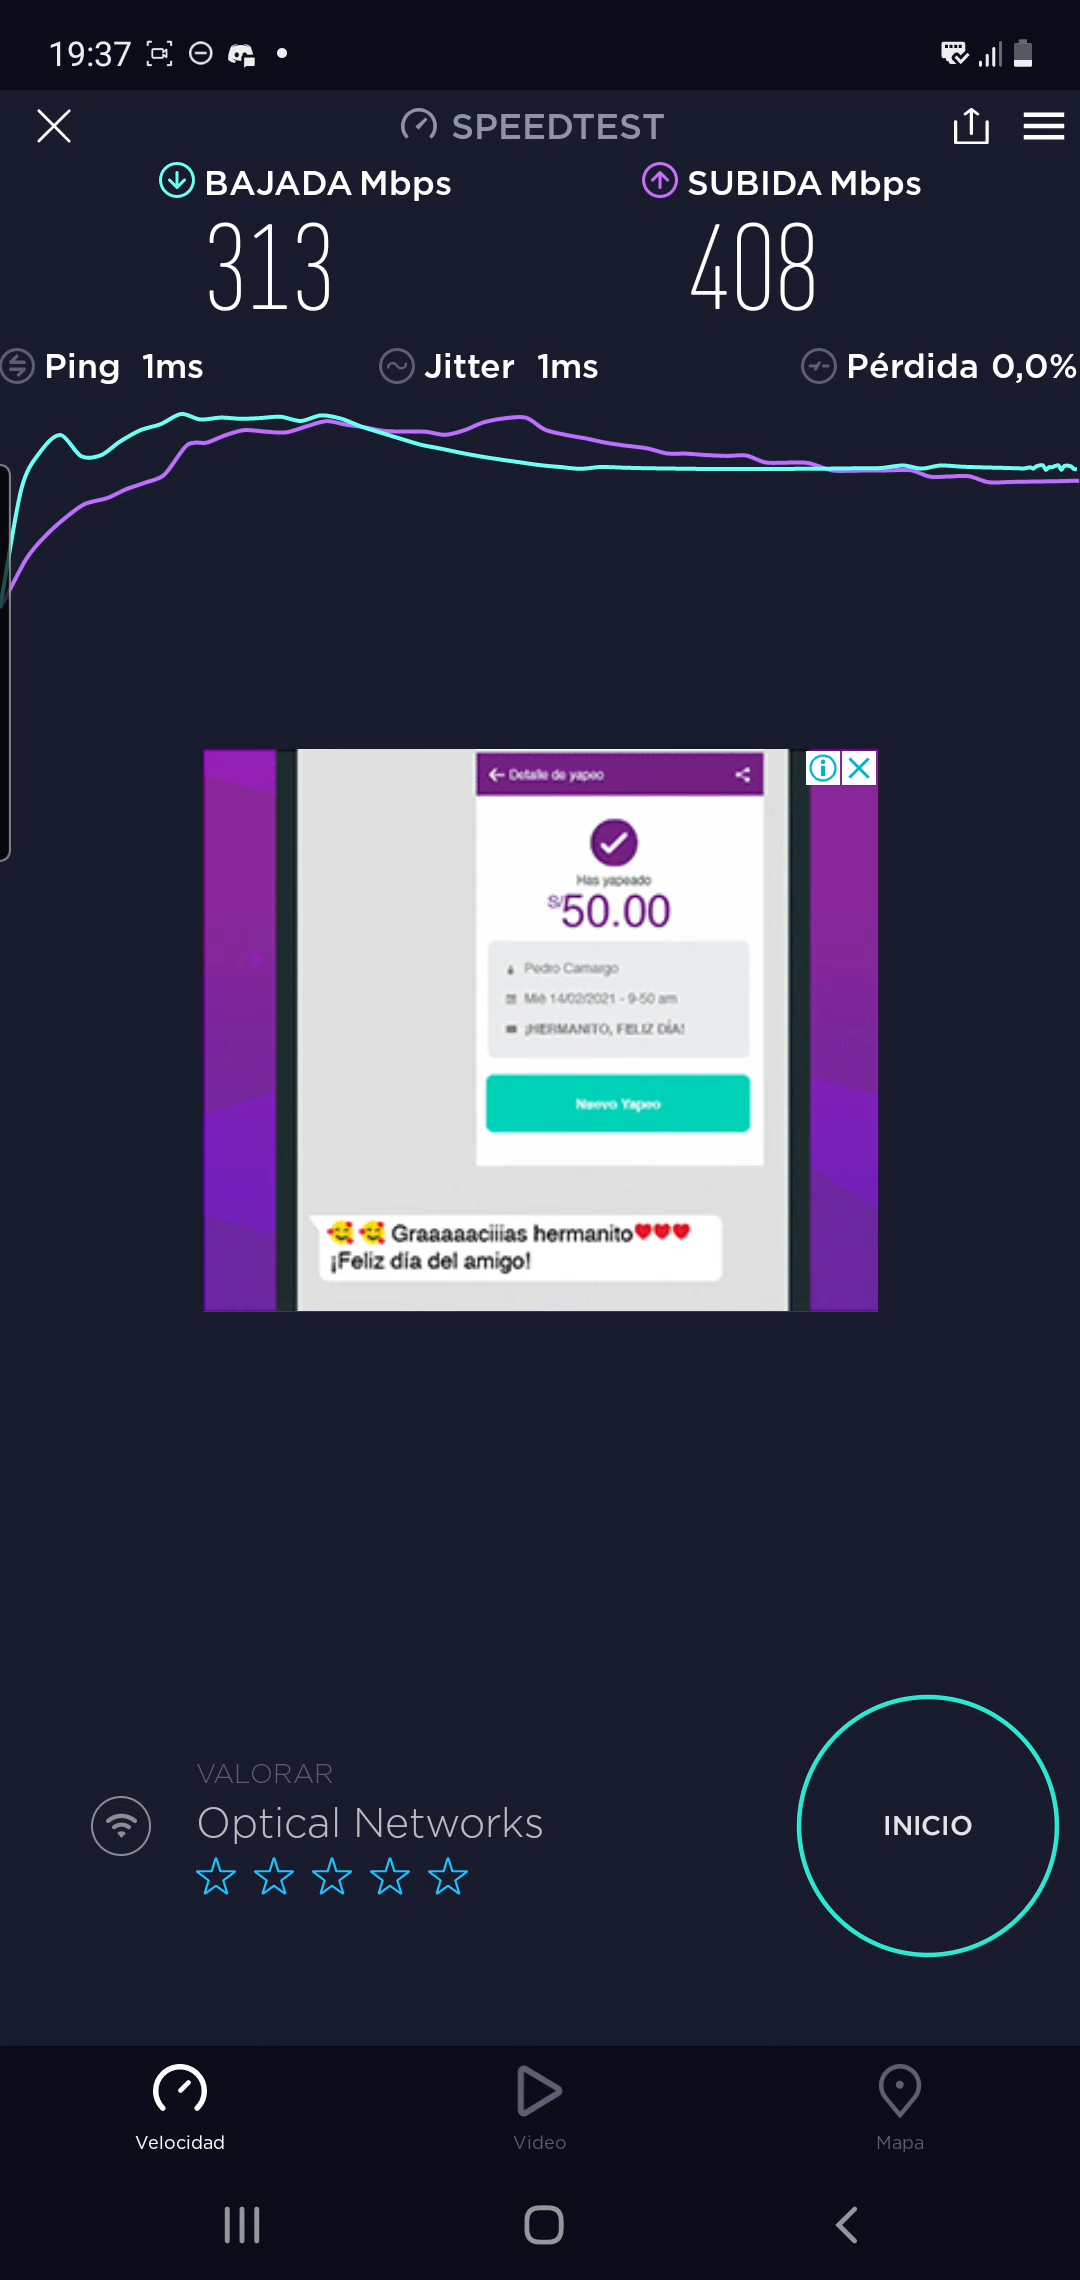 19:37
SPEEDTEST
BAJADA Mbps
SUBIDA Mbps
313
408
Ping 1ms
Jitter 1ms
Pérdida 0,0%
Detalle de yapeo
Has yapeado
S/50.00
Pedro Camargo
Mié 14/02/2021 - 9-50 am
¡HERMANITO, FELIZ DÍA!
Nuevo Yapeo
🥰 🥰 Graaaaaciiias hermanito♥♥♥
¡Feliz día del amigo!
VALORAR
Optical Networks
INICIO
Velocidad
Video
Mapa